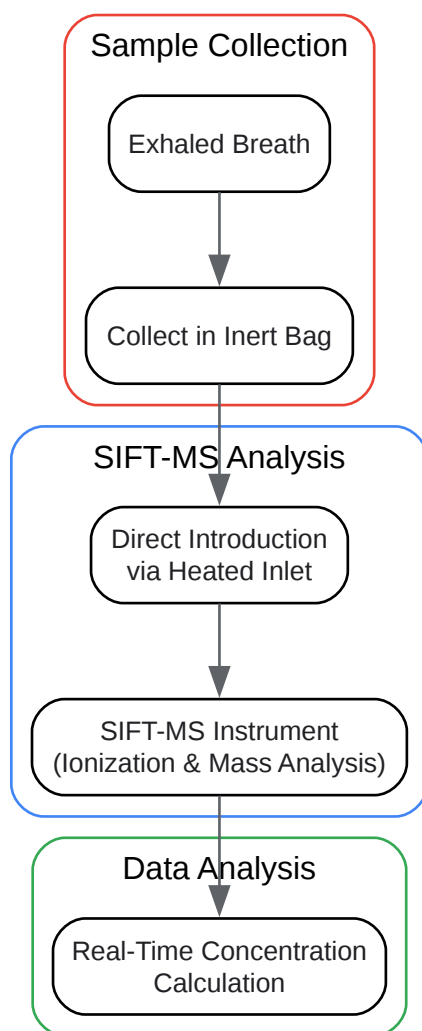 Sample Collection
Exhaled Breath
Collect in Inert Bag
SIFT-MS Analysis
Direct Introduction
via Heated Inlet
SIFT-MS Instrument
(Ionization & Mass Analysis)
Data Analysis
Real-Time Concentration
Calculation